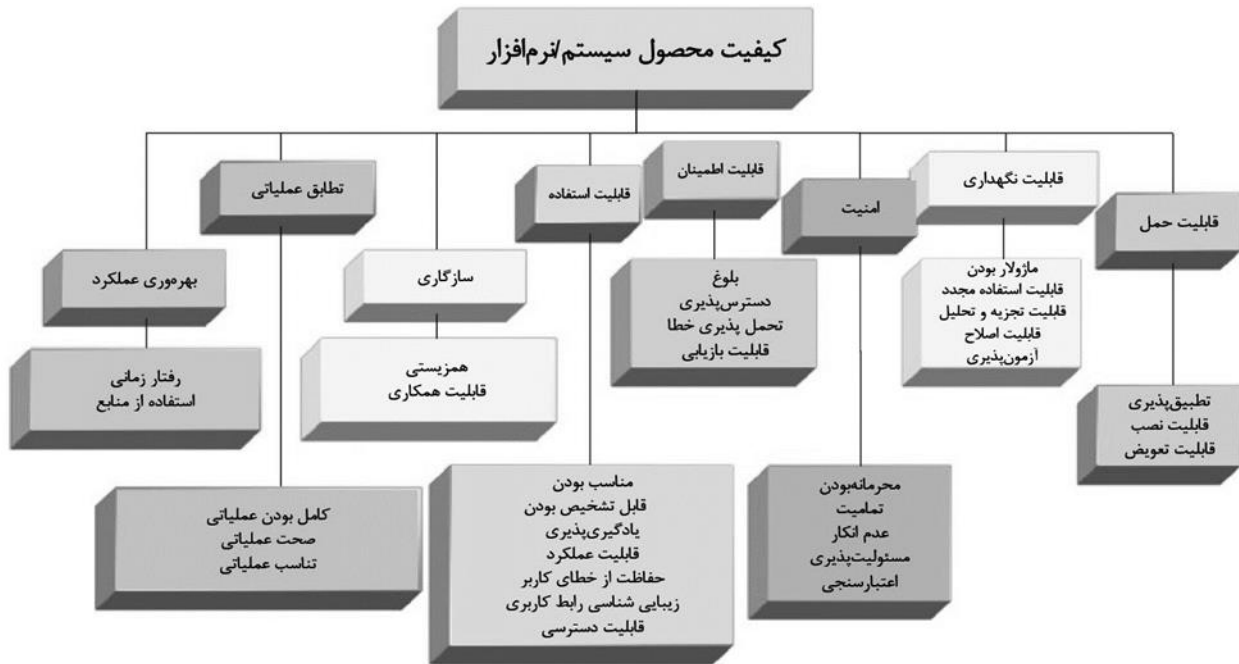 کیفیت محصول سیستم/نرم‌افزار
قابلیت حمل
تطبیق‌پذیری
قابلیت نصب
قابلیت تعویض
قابلیت نگهداری
ماژولار بودن
قابلیت استفاده مجدد
قابلیت تجزیه و تحلیل
قابلیت اصلاح
آزمون‌پذیری
امنیت
محرمانه‌بودن
تمامیت
عدم انکار
مسئولیت‌پذیری
اعتبارسنجی
قابلیت اطمینان
بلوغ
دسترس‌پذیری
تحمل پذیری خطا
قابلیت بازیابی
قابلیت استفاده
مناسب بودن
قابل تشخیص بودن
یادگیری‌پذیری
قابلیت عملکرد
حفاظت از خطای کاربر
زیبایی شناسی رابط کاربری
قابلیت دسترسی
سازگاری
همزیستی
قابلیت همکاری
تطابق عملیاتی
کامل بودن عملیاتی
صحت عملیاتی
تناسب عملیاتی
بهره‌وری عملکرد
رفتار زمانی
استفاده از منابع